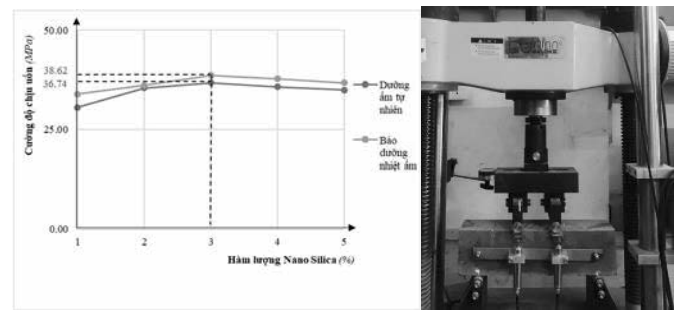 Cường độ chịu uốn (MPa)
50.00
38.62
36.74
25.00
0.00
1 2 3 4 5
Hàm lượng Nano Silica (%)
Dưỡng
ẩm tự
nhiên
Bảo
dưỡng
nhiệt ẩm